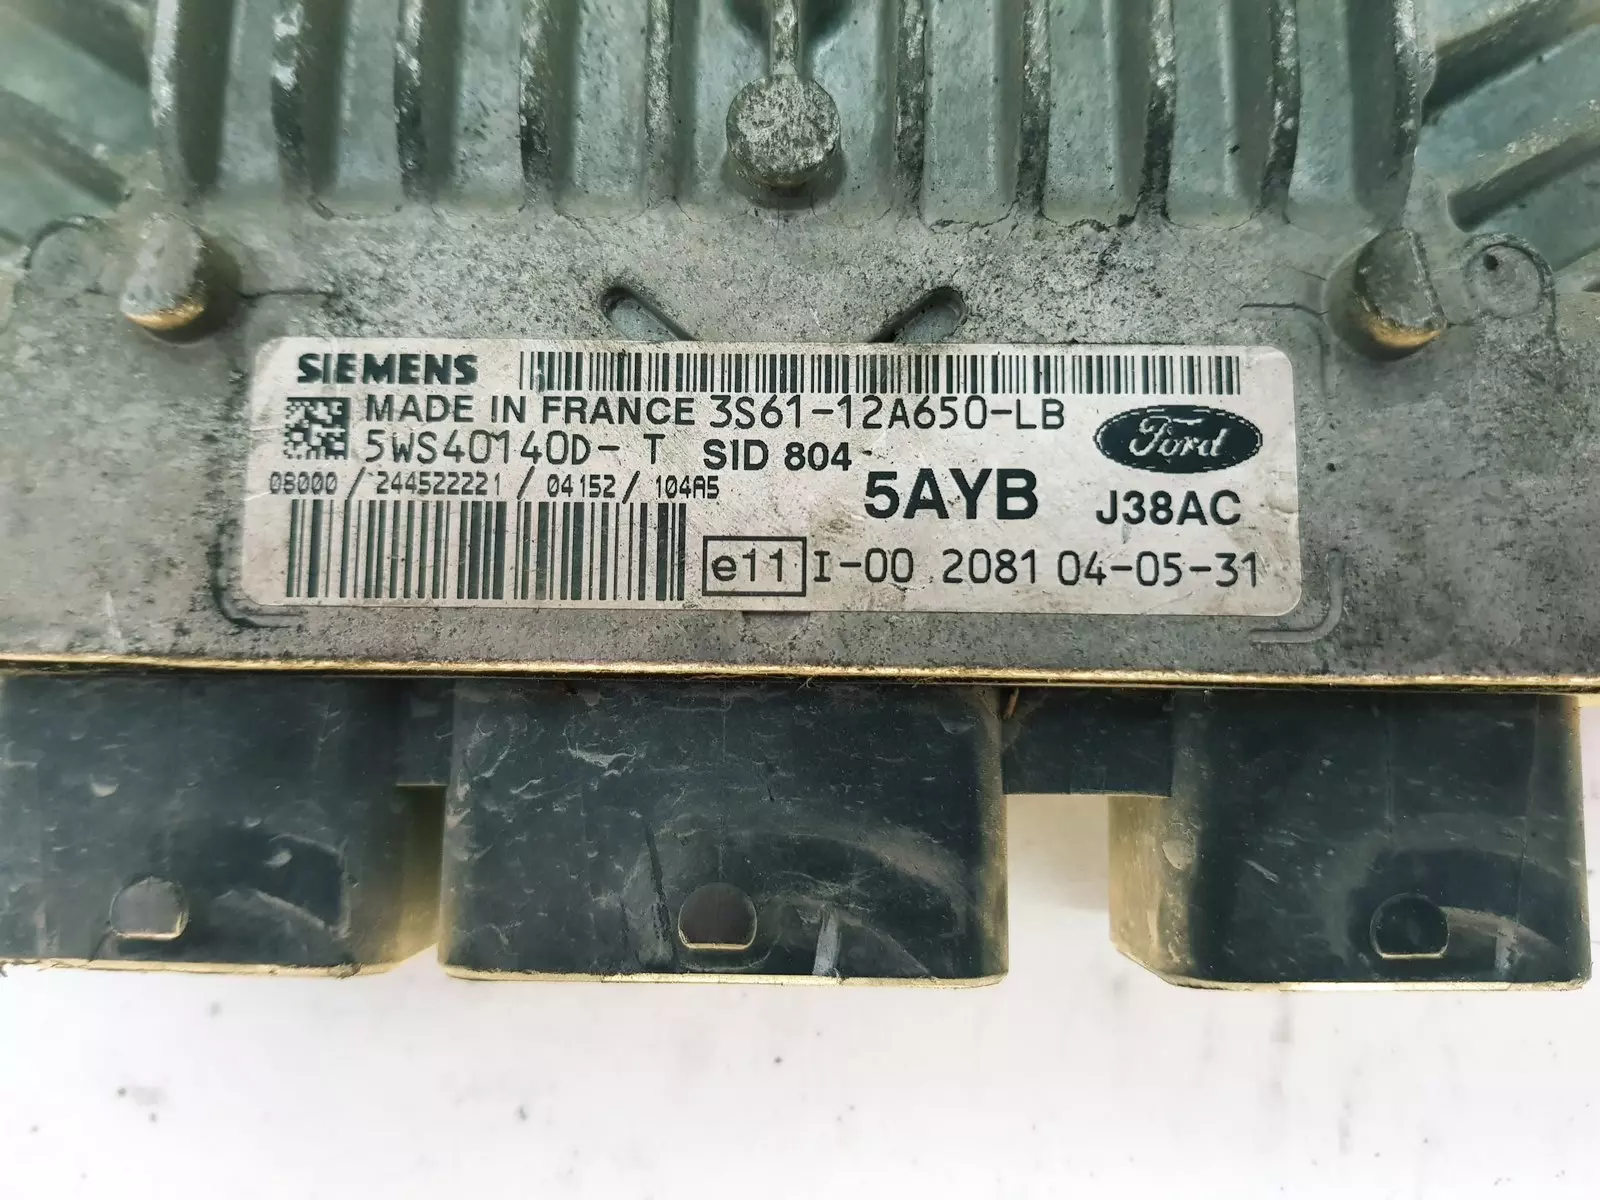 SIEMENS
MADE IN FRANCE 3S61-12A650-LB
5WS40140D- T SID 804
Ford
08000 / 244522221 / 04152 / 104A5
5AYB J38AC
e11 I-00 2081 04-05-31